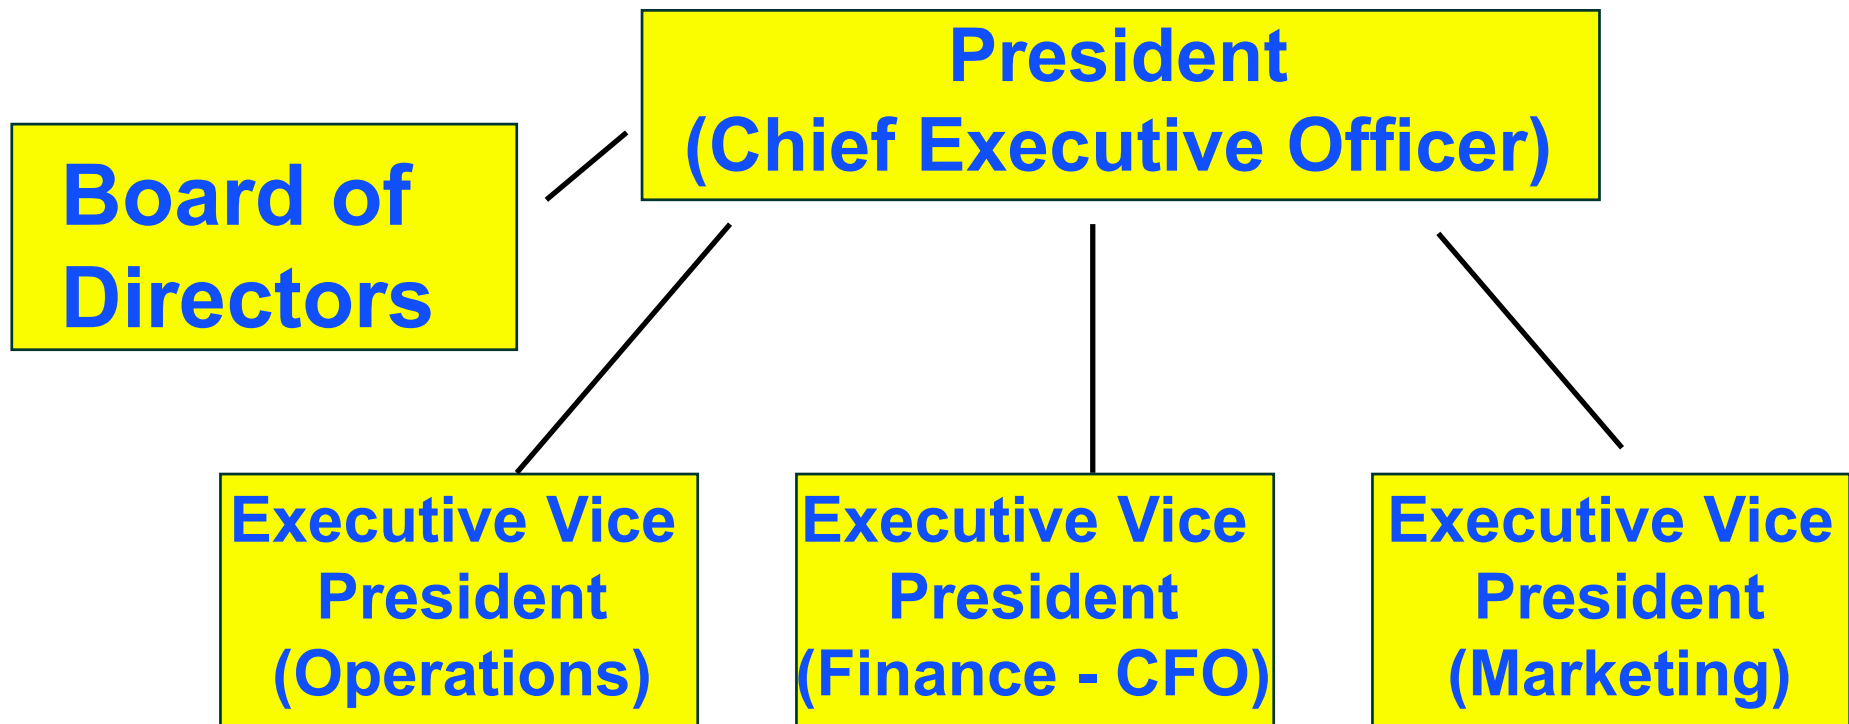 President
(Chief Executive Officer)
Board of
Directors
Executive Vice
President
(Operations)
Executive Vice
President
(Finance - CFO)
Executive Vice
President
(Marketing)